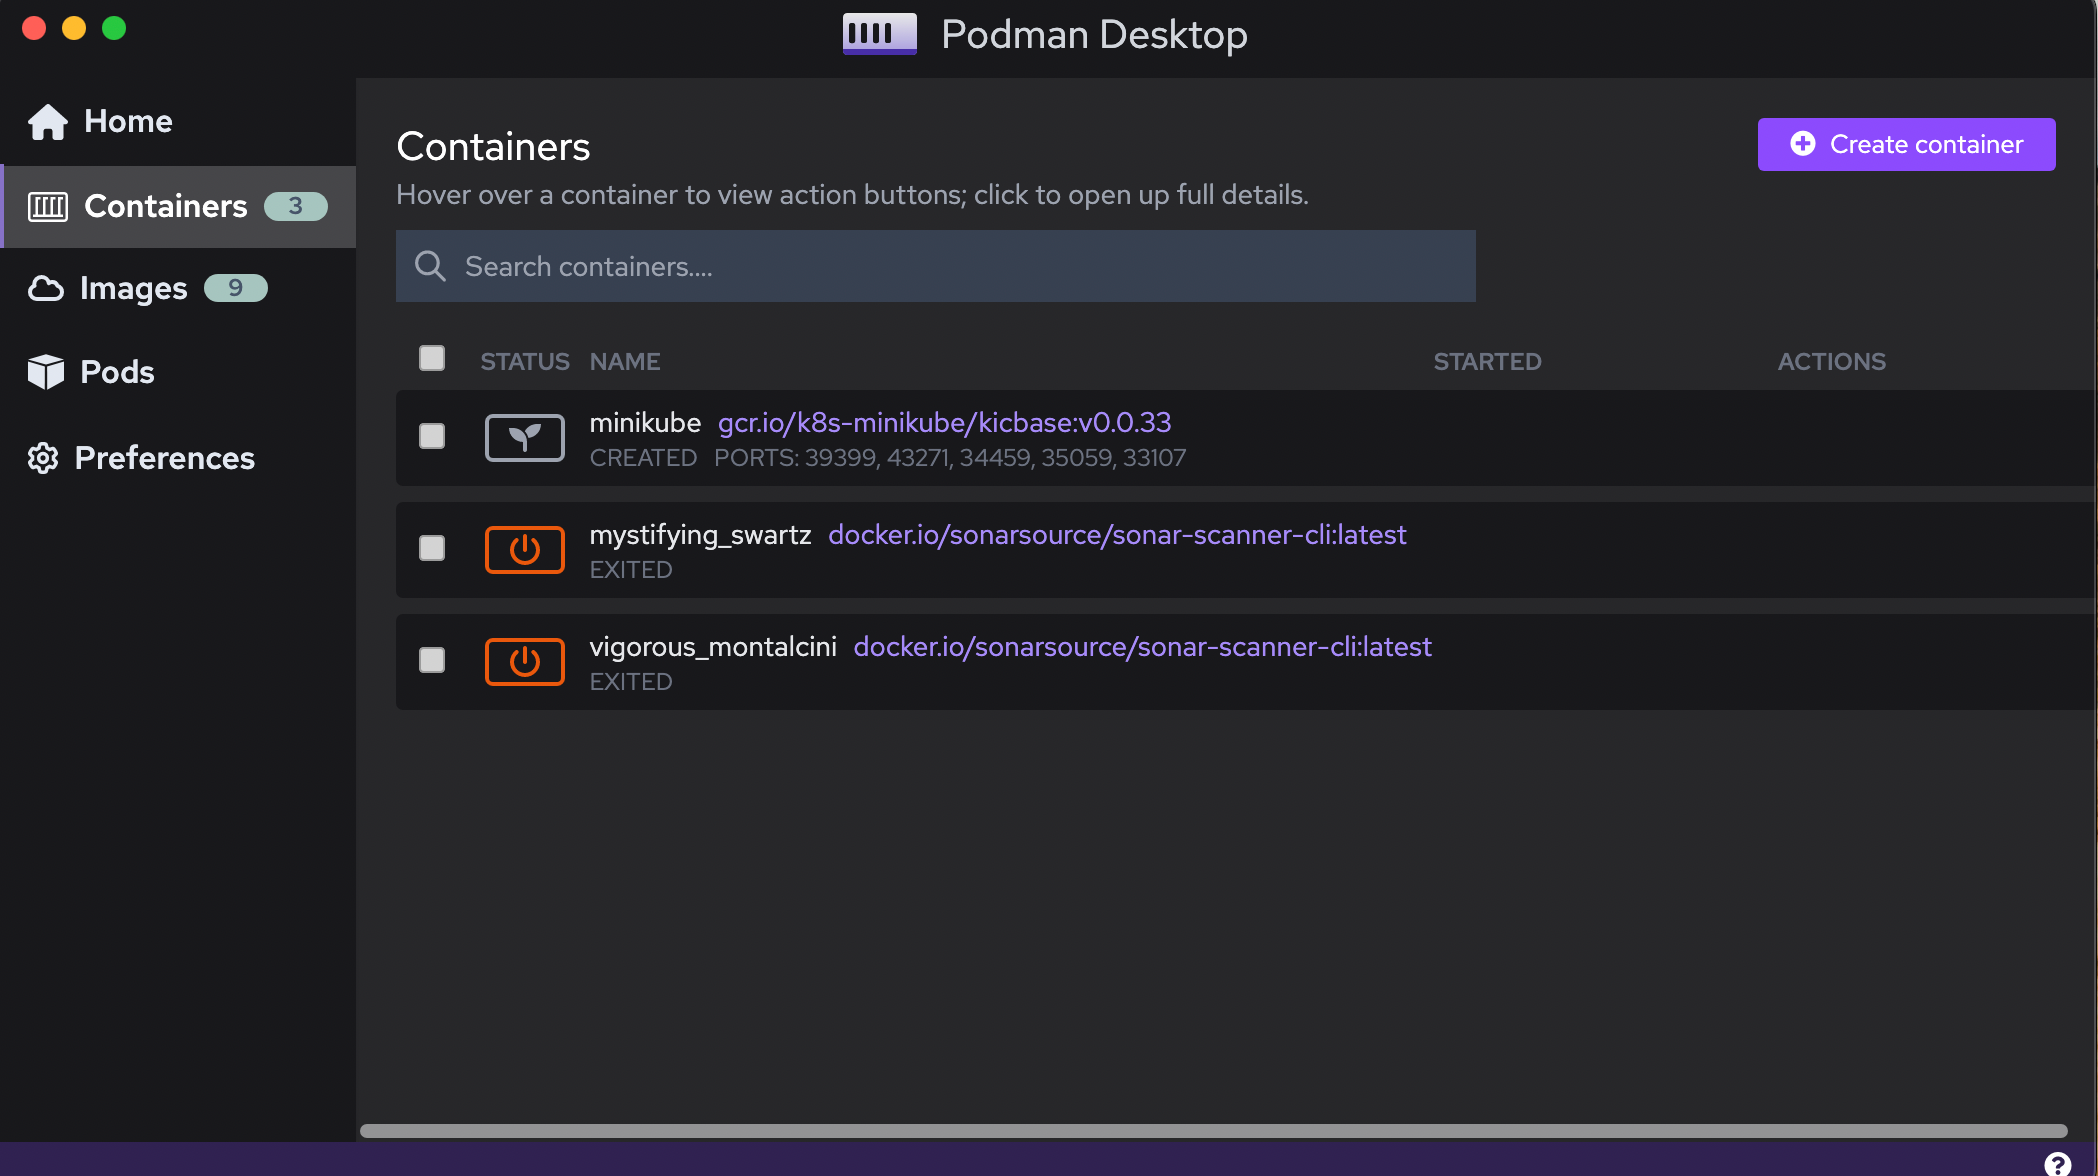 Podman Desktop
Home
Containers 3
Images 9
Pods
Preferences
Containers
Create container
Hover over a container to view action buttons; click to open up full details.
Search containers....
STATUS NAME STARTED ACTIONS
minikube gcr.io/k8s-minikube/kicbase:v0.0.33
CREATED PORTS: 39399, 43271, 34459, 35059, 33107
mystifying_swartz docker.io/sonarsource/sonar-scanner-cli:latest
EXITED
vigorous_montalcini docker.io/sonarsource/sonar-scanner-cli:latest
EXITED
?